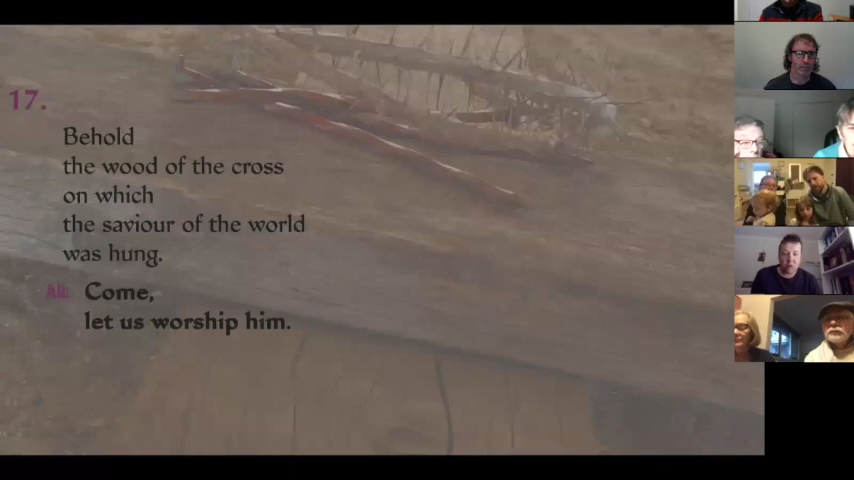 17.
Behold
the wood of the cross
on which
the saviour of the world
was hung.
All: Come,
let us worship him.